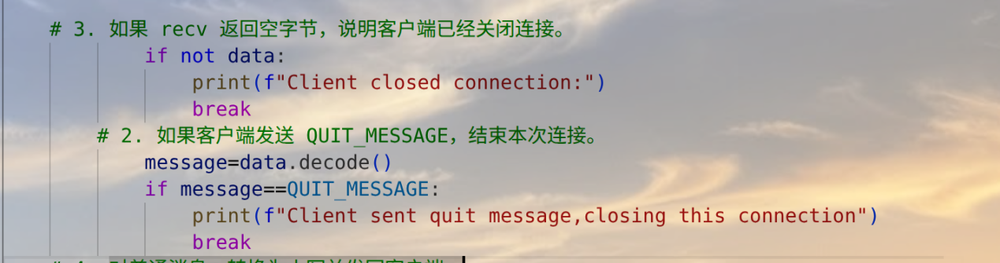 # 3. 如果 recv 返回空字节，说明客户端已经关闭连接。
if not data:
print(f"Client closed connection:")
break
# 2. 如果客户端发送 QUIT_MESSAGE，结束本次连接。
message=data.decode()
if message==QUIT_MESSAGE:
print(f"Client sent quit message,closing this connection")
break